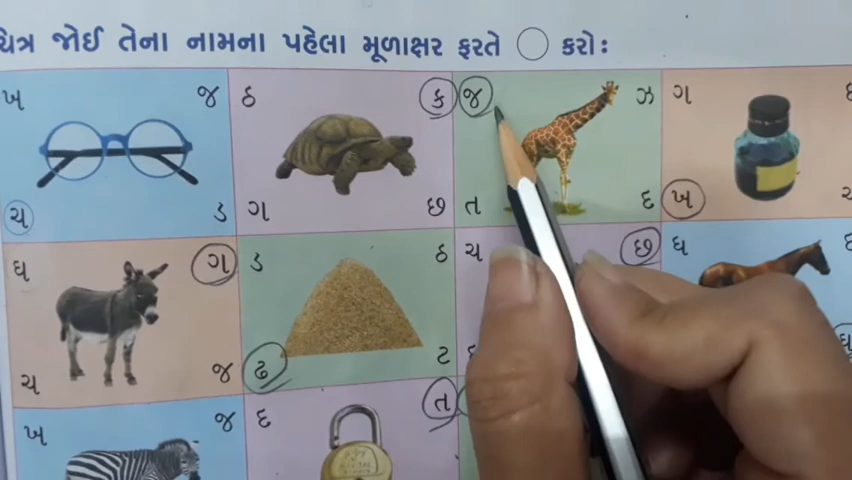 ચિત્ર જોઈ તેના નામના પહેલા મૂળાક્ષર ફરતે ◯ કરો :
ખ જ ઠ ક જ ઝ ગ
ચ ડ ગ છ ત દ ખ
ઘ ગ ડ ઠ ચ છ ઘ
ચ જ ઢ ટ
ખ જ દ ત